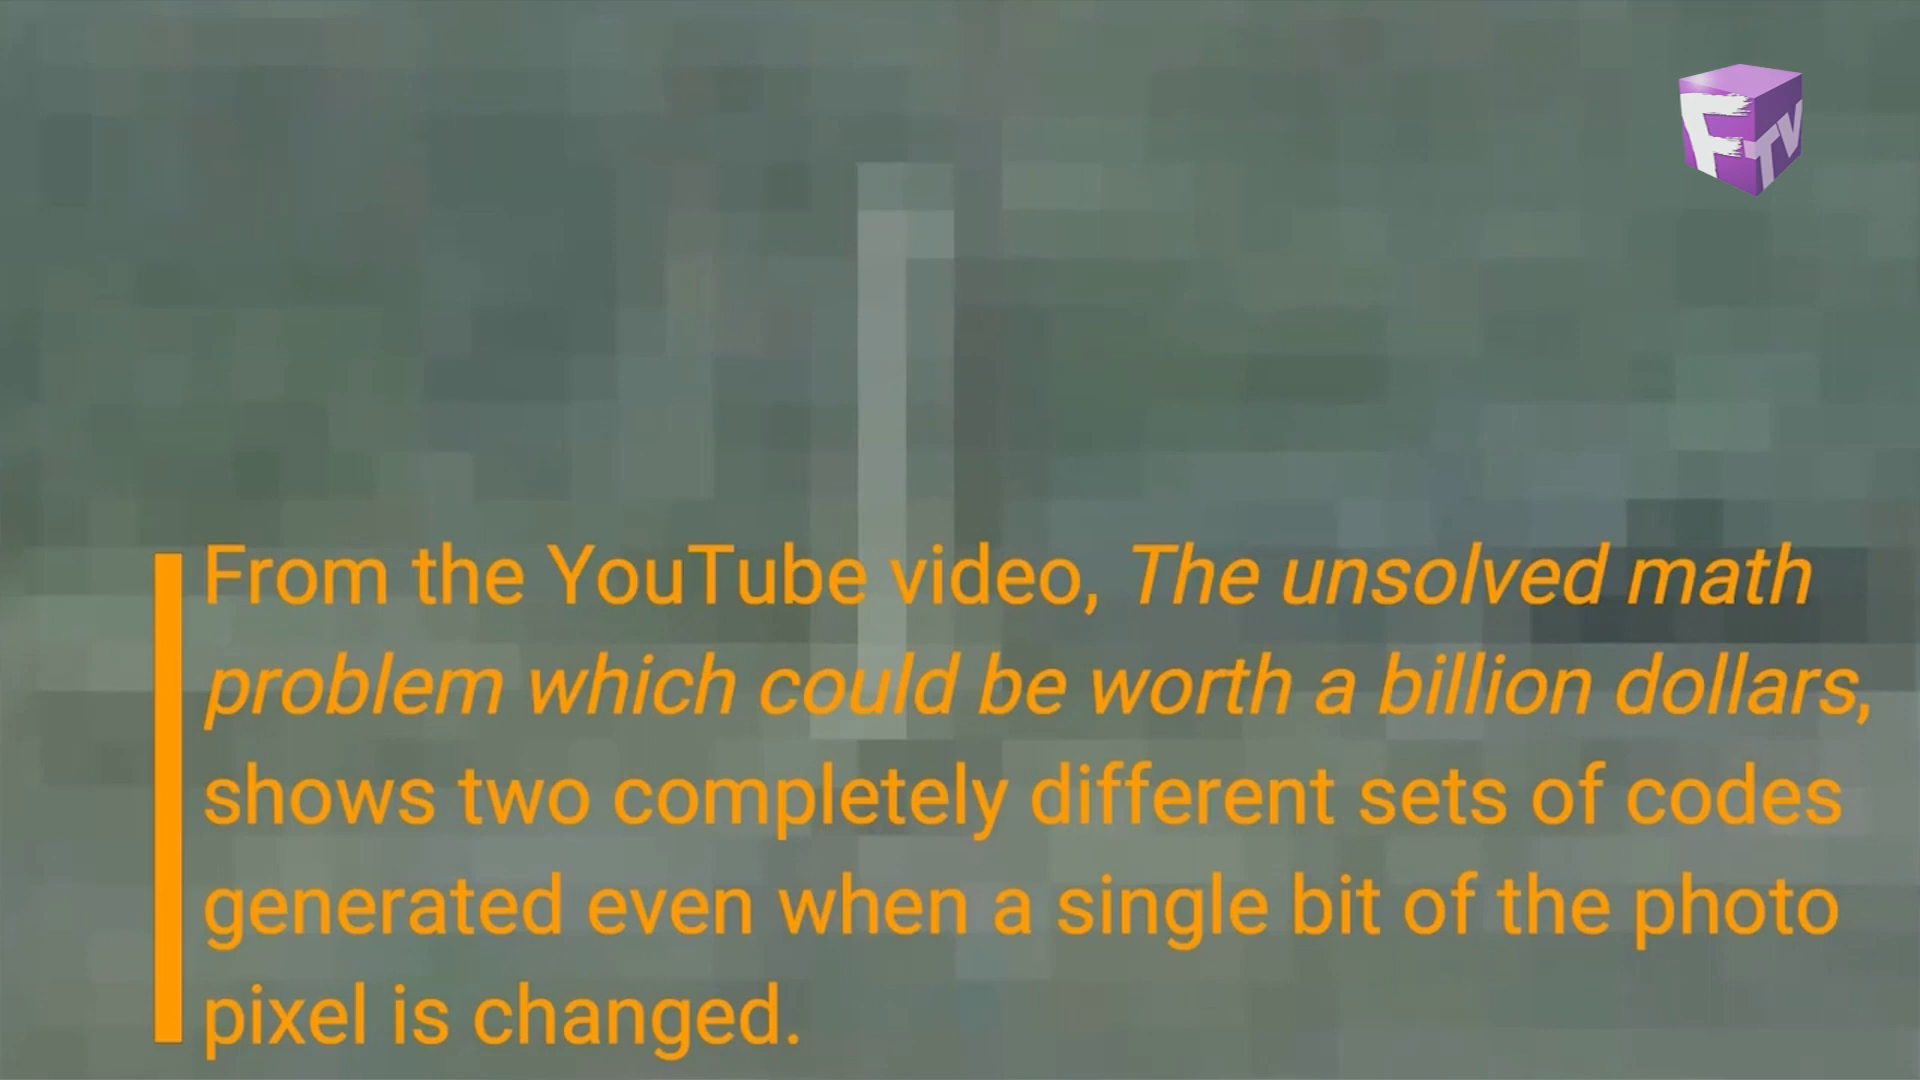 FTV
From the YouTube video, The unsolved math
problem which could be worth a billion dollars,
shows two completely different sets of codes
generated even when a single bit of the photo
pixel is changed.